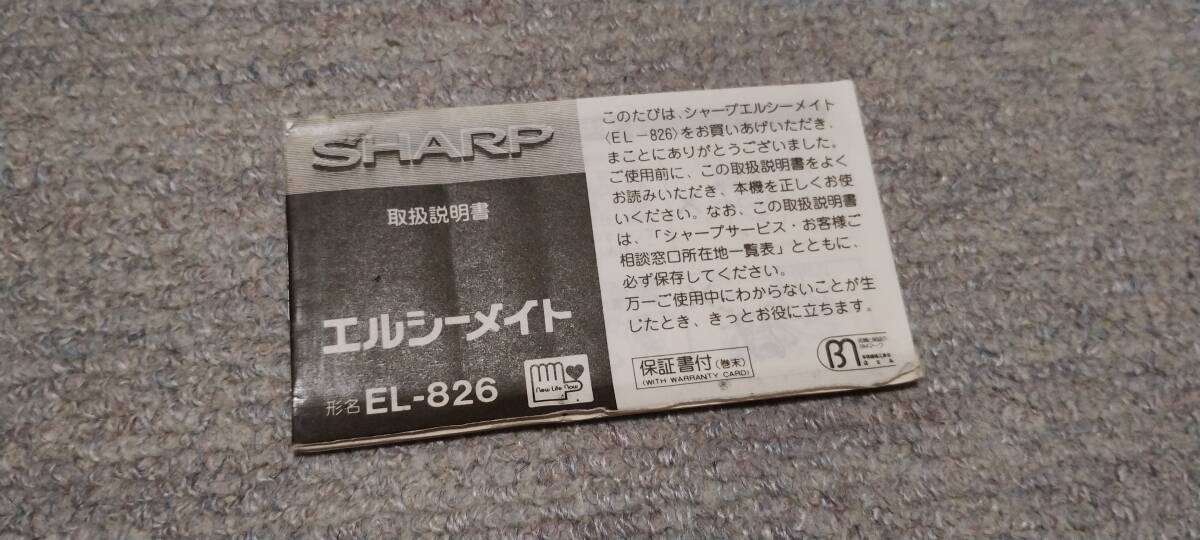 SHARP
取扱説明書
エルシーメイト
形名 EL-826
New Life Now
このたびは、シャープエルシーメイト
〈EL-826〉をお買いあげいただき、
まことにありがとうございました。
ご使用前に、この取扱説明書をよく
お読みいただき、本機を正しくお使
いください。なお、この取扱説明書
は、「シャープサービス・お客様ご
相談窓口所在地一覧表」とともに、
必ず保存してください。
万一ご使用中にわからないことが生
じたとき、きっとお役に立ちます。
保証書付(巻末)
(WITH WARRANTY CARD)